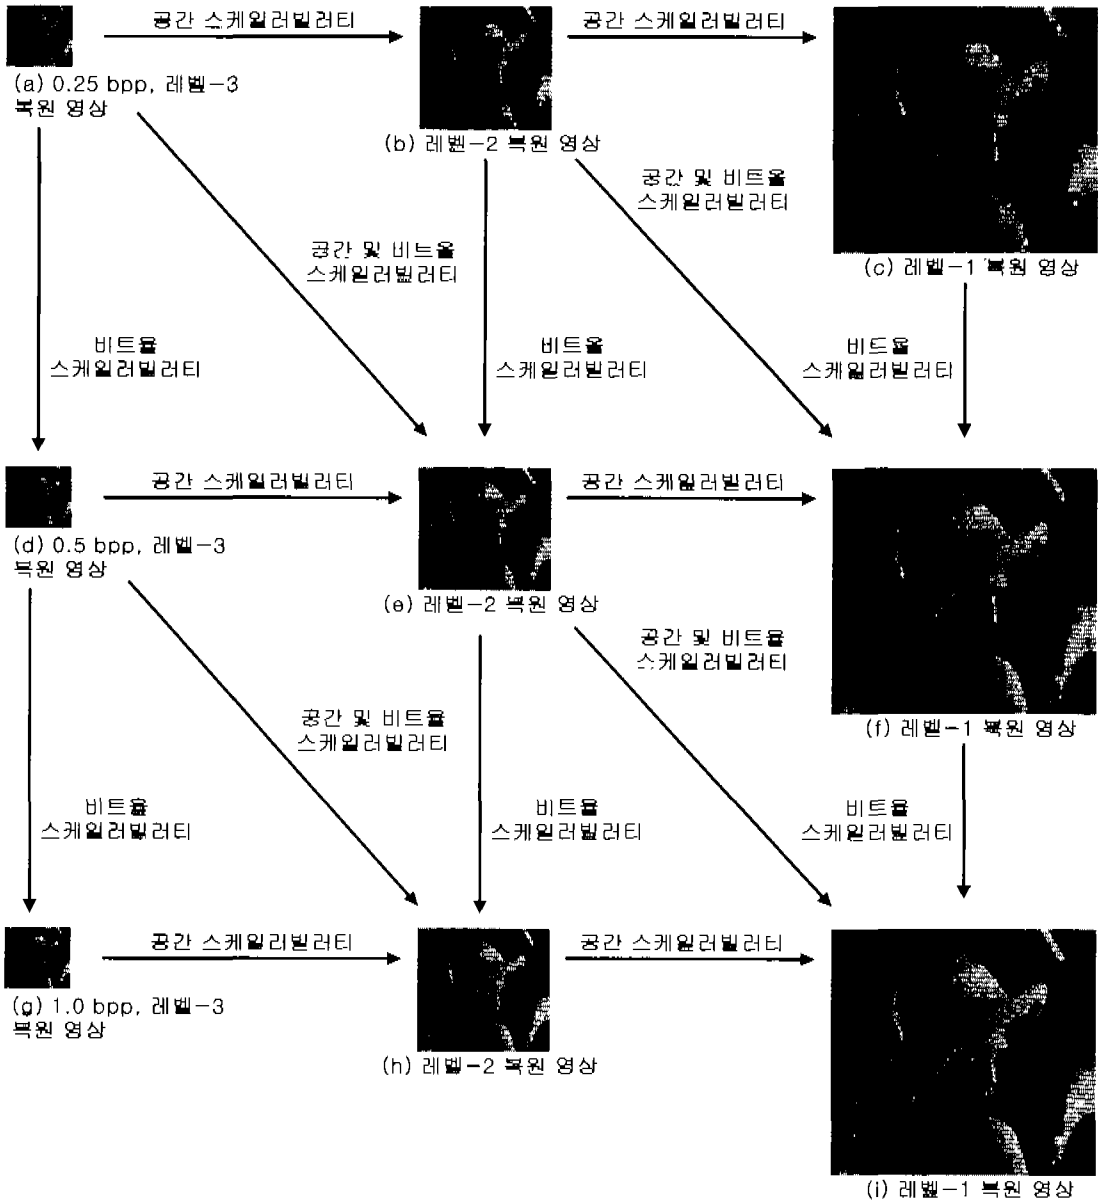 공간 스케일러빌러티
공간 스케일러빌러티
(a) 0.25 bpp, 레벨-3
복원 영상
(b) 레벨-2 복원 영상
공간 및 비트율
스케일러빌러티
(c) 레벨-1 복원 영상
공간 및 비트율
스케일러빌러티
비트율
스케일러빌러티
비트율
스케일러빌러티
비트율
스케일러빌러티
공간 스케일러빌러티
공간 스케일러빌러티
(d) 0.5 bpp, 레벨-3
복원 영상
(e) 레벨-2 복원 영상
공간 및 비트율
스케일러빌러티
(f) 레벨-1 복원 영상
공간 및 비트율
스케일러빌러티
비트율
스케일러빌러티
비트율
스케일러빌러티
비트율
스케일러빌러티
공간 스케일러빌러티
공간 스케일러빌러티
(g) 1.0 bpp, 레벨-3
복원 영상
(h) 레벨-2 복원 영상
(i) 레벨-1 복원 영상